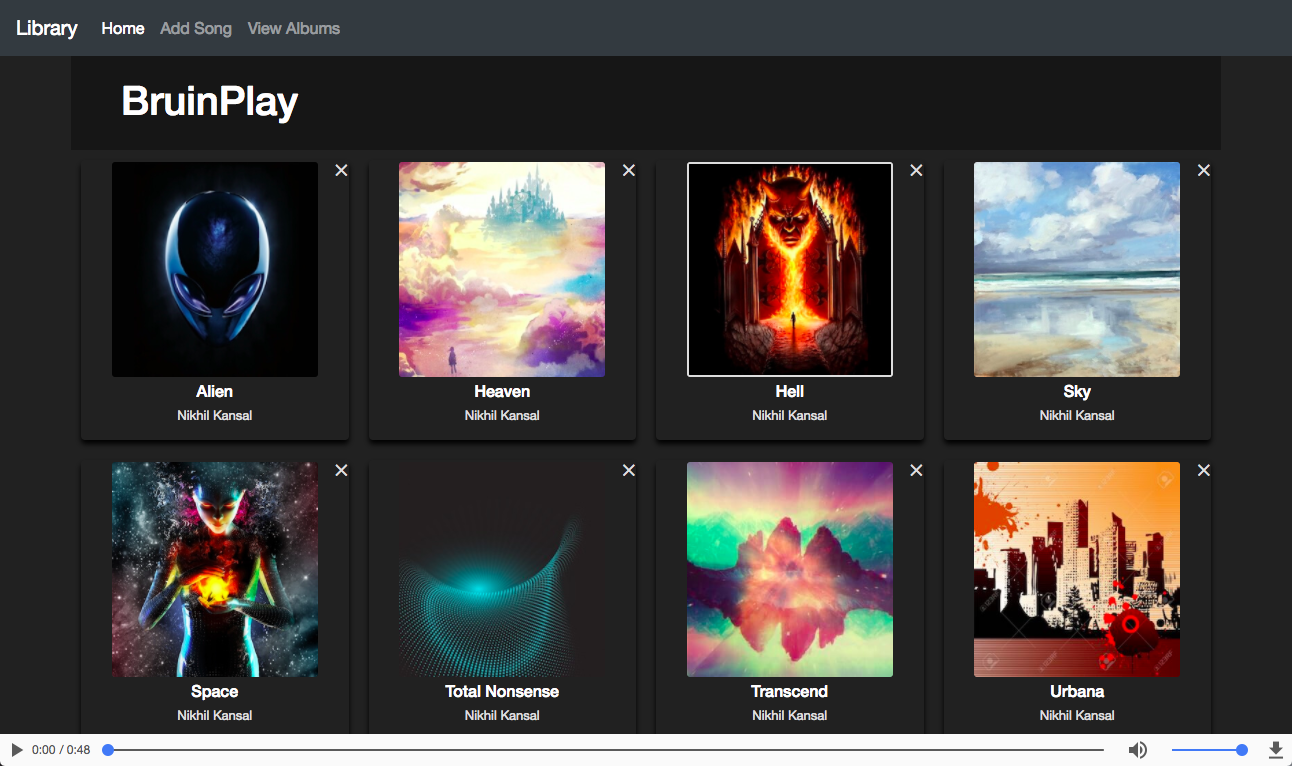 Library Home Add Song View Albums
BruinPlay
Alien Heaven Hell Sky
Nikhil Kansal Nikhil Kansal Nikhil Kansal Nikhil Kansal
Space Total Nonsense Transcend Urbana
Nikhil Kansal Nikhil Kansal Nikhil Kansal Nikhil Kansal
0:00 / 0:48